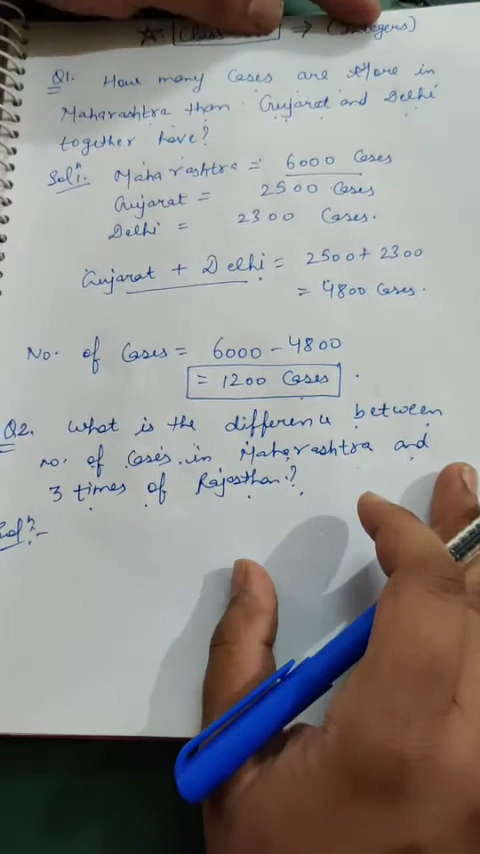 → (Integers)
Q1. How many Cases are More in
Maharashtra than Gujarat and Delhi
together have?
Solⁿ. Maharashtra = 6000 Cases
Gujarat = 2500 Cases
Delhi = 2300 Cases.
Gujarat + Delhi = 2500 + 2300
= 4800 Cases.
No. of Cases = 6000 - 4800
= 1200 Cases.
Q2. What is the difference between
no. of Cases in Maharashtra and
3 times of Rajasthan?
Solⁿ:-